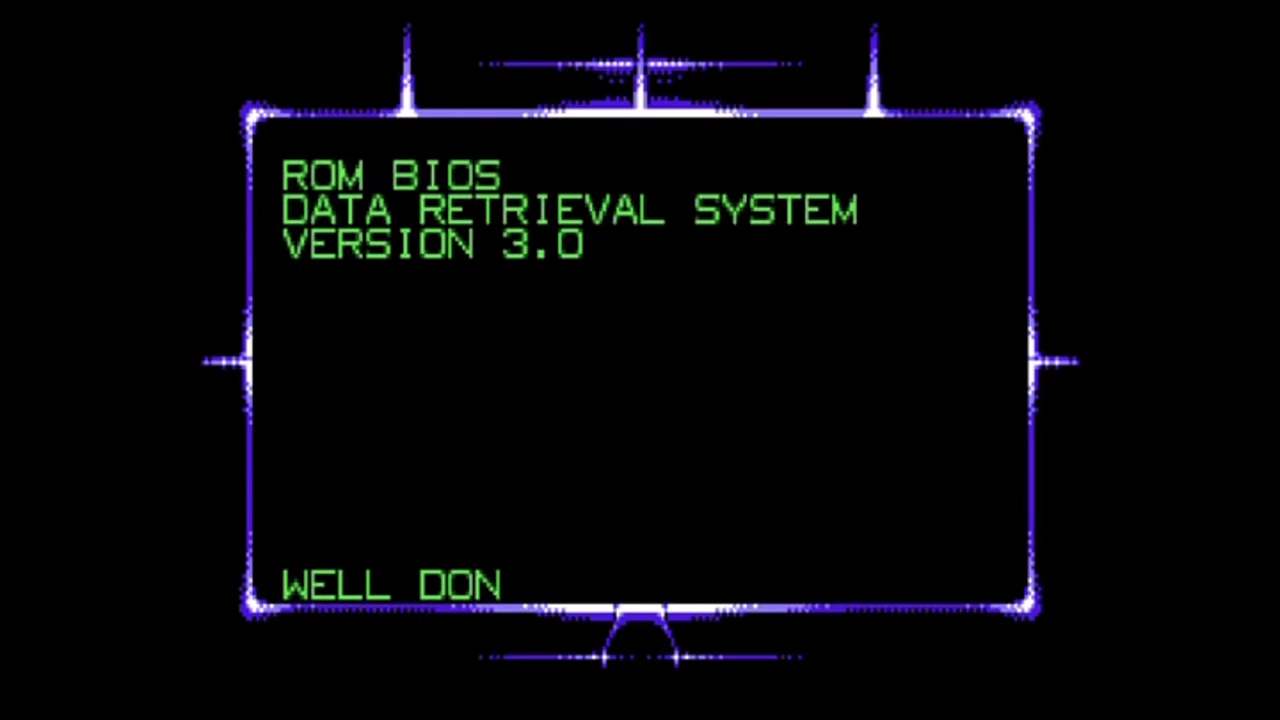 ROM BIOS
DATA RETRIEVAL SYSTEM
VERSION 3.0
WELL DON